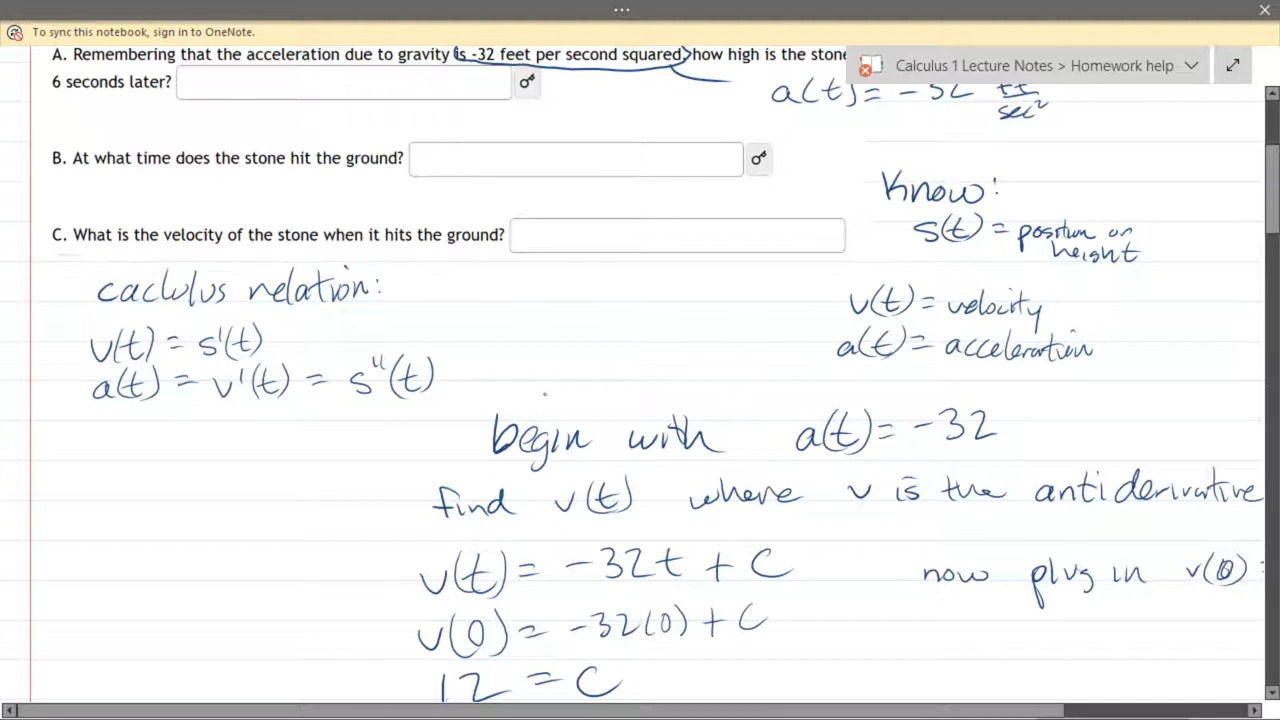 To sync this notebook, sign in to OneNote.
A. Remembering that the acceleration due to gravity is -32 feet per second squared, how high is the stone
6 seconds later?
Calculus 1 Lecture Notes > Homework help
a(t) = -32 ft/sec²
B. At what time does the stone hit the ground?
Know:
s(t) = position or height
C. What is the velocity of the stone when it hits the ground?
caclulus relation:
v(t) = s'(t)
a(t) = v'(t) = s"(t)
v(t) = velocity
a(t) = acceleration
begin with a(t) = -32
find v(t) where v is the antiderivative
v(t) = -32t + C
now plug in v(0) =
v(0) = -32(0) + C
12 = C